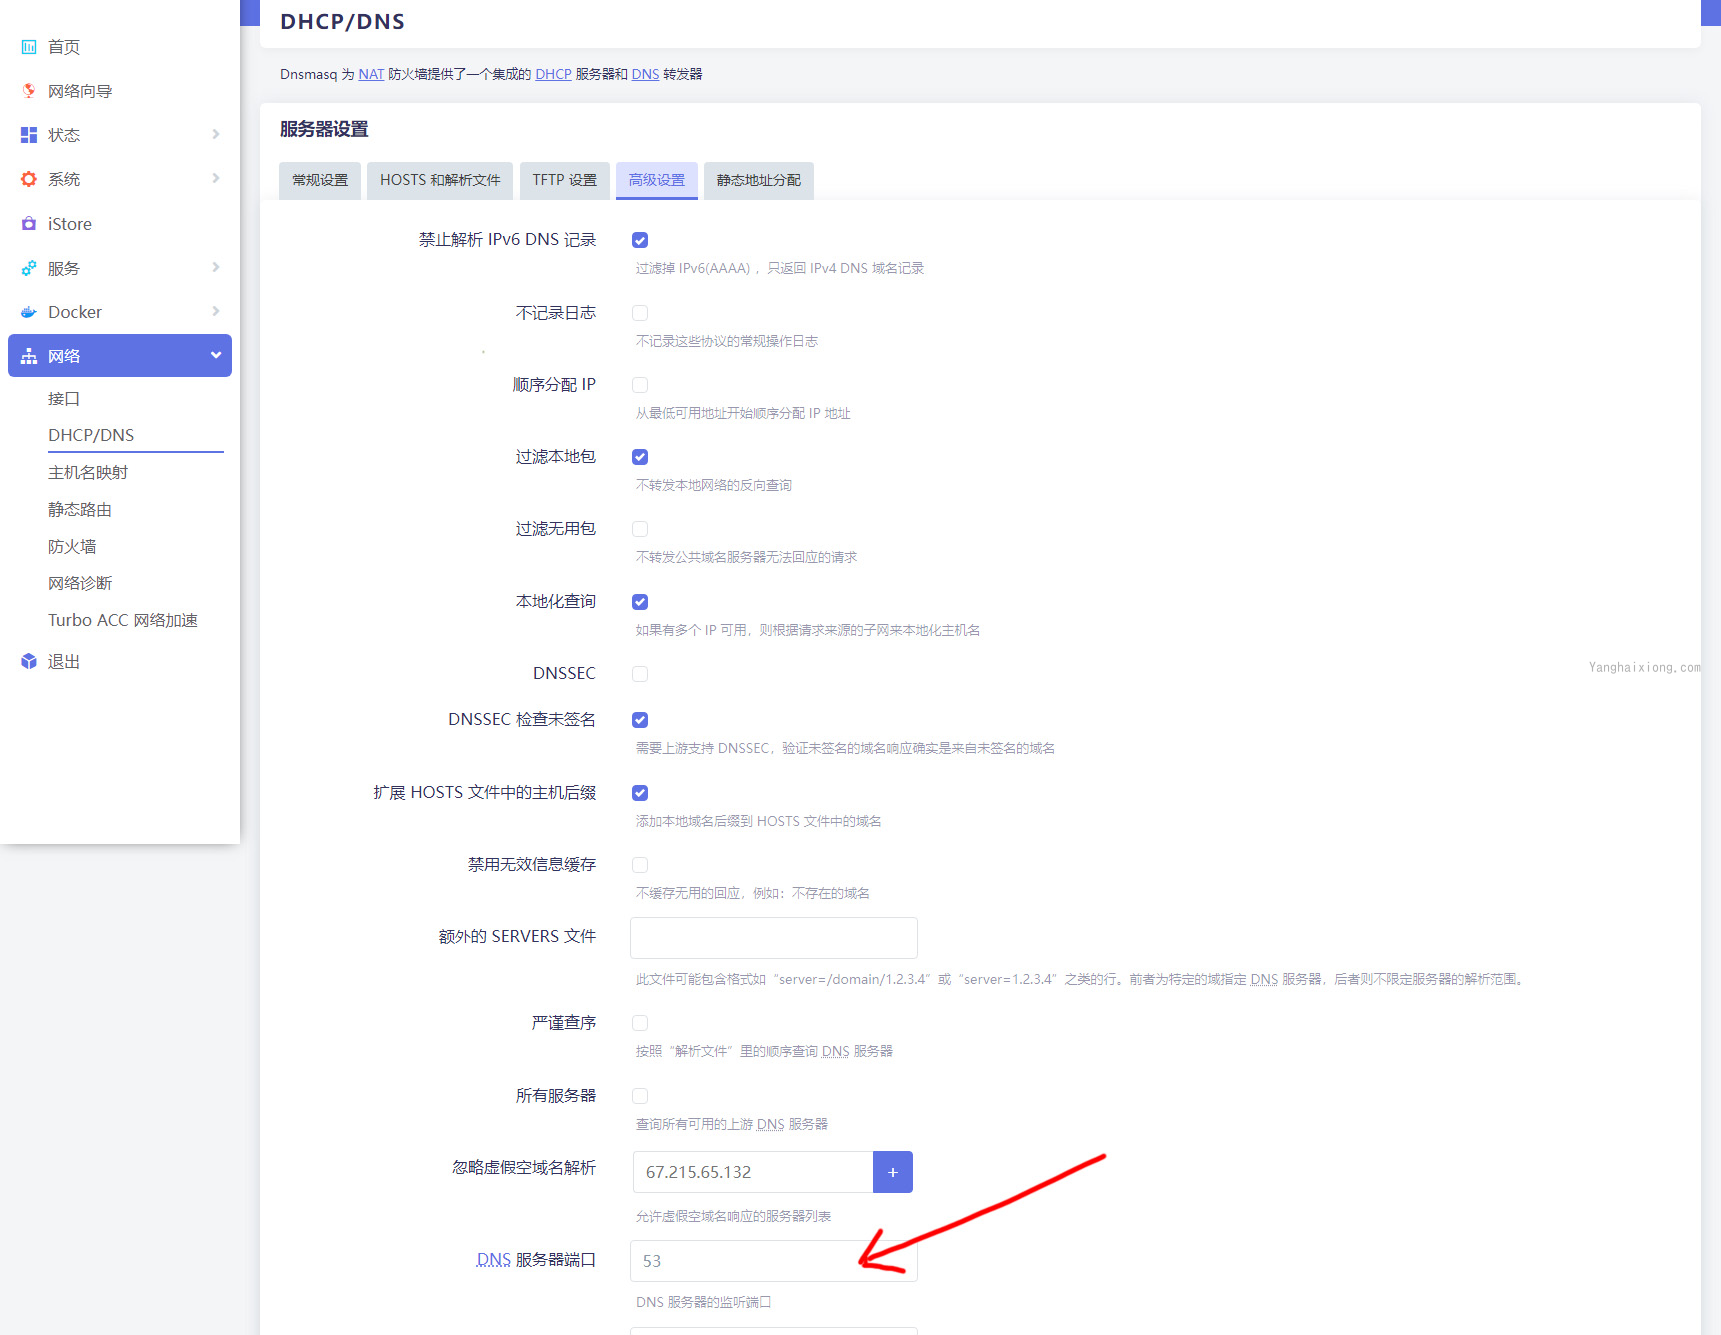 DHCP/DNS
Dnsmasq 为 NAT 防火墙提供了一个集成的 DHCP 服务器和 DNS 转发器
首页
网络向导
状态
系统
iStore
服务
Docker
网络
接口
DHCP/DNS
主机名映射
静态路由
防火墙
网络诊断
Turbo ACC 网络加速
退出
服务器设置
常规设置 HOSTS 和解析文件 TFTP 设置 高级设置 静态地址分配
禁止解析 IPv6 DNS 记录
过滤掉 IPv6(AAAA) ，只返回 IPv4 DNS 域名记录
不记录日志
不记录这些协议的常规操作日志
顺序分配 IP
从最低可用地址开始顺序分配 IP 地址
过滤本地包
不转发本地网络的反向查询
过滤无用包
不转发公共域名服务器无法回应的请求
本地化查询
如果有多个 IP 可用，则根据请求来源的子网来本地化主机名
DNSSEC
Yanghaixiong.com
DNSSEC 检查未签名
需要上游支持 DNSSEC，验证未签名的域名响应确实是来自未签名的域名
扩展 HOSTS 文件中的主机后缀
添加本地域名后缀到 HOSTS 文件中的域名
禁用无效信息缓存
不缓存无用的回应，例如：不存在的域名
额外的 SERVERS 文件
此文件可能包含格式如“server=/domain/1.2.3.4”或“server=1.2.3.4”之类的行。前者为特定的域指定 DNS 服务器，后者则不限定服务器的解析范围。
严谨查序
按照“解析文件”里的顺序查询 DNS 服务器
所有服务器
查询所有可用的上游 DNS 服务器
忽略虚假空域名解析
67.215.65.132 +
允许虚假空域名响应的服务器列表
DNS 服务器端口
53
DNS 服务器的监听端口